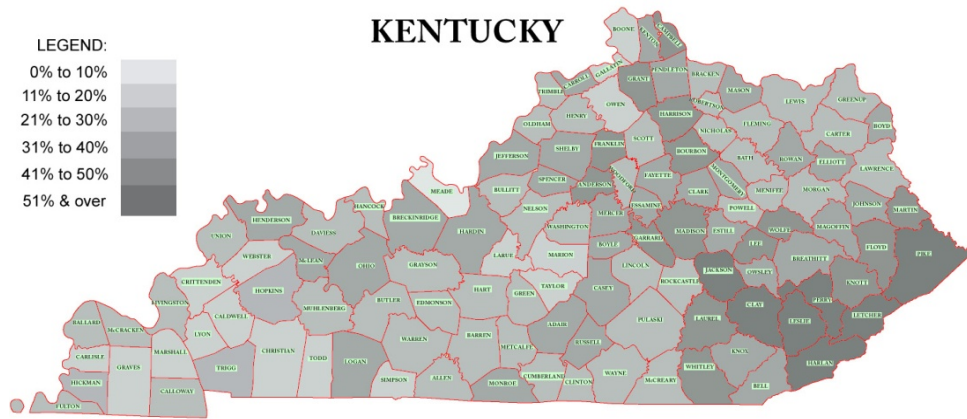 KENTUCKY
LEGEND:
0% to 10%
11% to 20%
21% to 30%
31% to 40%
41% to 50%
51% & over
BOONE
KENTON
CAMPBELL
GALLATIN
CARROLL
TRIMBLE
GRANT
PENDLETON
BRACKEN
MASON
LEWIS
GREENUP
OWEN
ROBERTSON
HARRISON
HENRY
OLDHAM
FLEMING
BOYD
NICHOLAS
CARTER
SCOTT
FRANKLIN
SHELBY
JEFFERSON
BOURBON
BATH
ROWAN
ELLIOTT
LAWRENCE
WOODFORD
FAYETTE
MONTGOMERY
SPENCER
ANDERSON
BULLITT
MEADE
CLARK
MENIFEE
MORGAN
JOHNSON
MARTIN
ESSAMINE
HANCOCK
NELSON
MERCER
POWELL
BRECKINRIDGE
HENDERSON
DAVIESS
UNION
HARDIN
WASHINGTON
GARRARD
MADISON
ESTILL
WOLFE
MAGOFFIN
FLOYD
BOYLE
LEE
PIKE
WEBSTER
LARUE
MARION
BREATHITT
McLEAN
OHIO
GRAYSON
LINCOLN
JACKSON
OWSLEY
KNOTT
CRITTENDEN
HOPKINS
HART
GREEN
TAYLOR
CASEY
ROCKCASTLE
PERRY
LIVINGSTON
MUHLENBERG
BUTLER
EDMONSON
CLAY
LESLIE
LETCHER
BALLARD
McCRACKEN
LYON
CALDWELL
ADAIR
PULASKI
LAUREL
WARREN
BARREN
METCALFE
RUSSELL
CARLISLE
GRAVES
MARSHALL
TRIGG
CHRISTIAN
TODD
LOGAN
KNOX
HARLAN
HICKMAN
CALLOWAY
SIMPSON
ALLEN
MONROE
CUMBERLAND
CLINTON
WAYNE
McCREARY
WHITLEY
BELL
FULTON